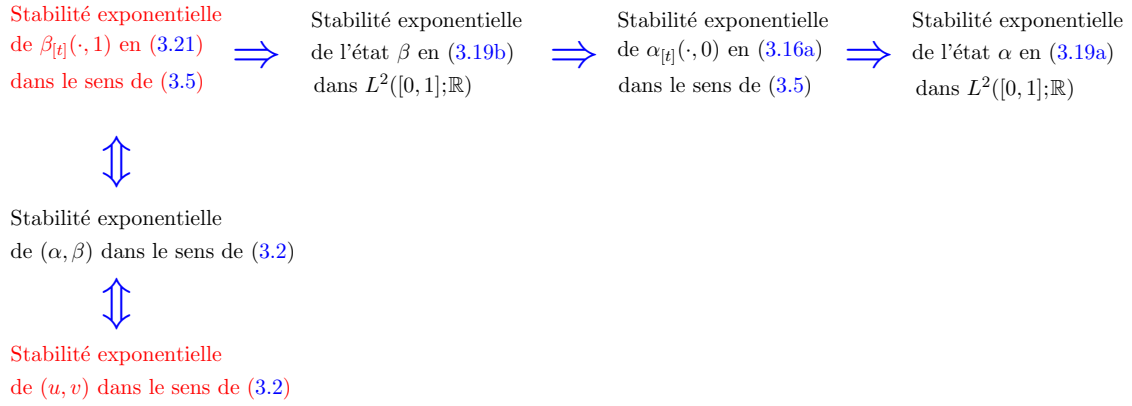 Stabilité exponentielle
de β[t](·, 1) en (3.21)
dans le sens de (3.5)
⇒
Stabilité exponentielle
de l'état β en (3.19b)
dans L²([0, 1];ℝ)
⇒
Stabilité exponentielle
de α[t](·, 0) en (3.16a)
dans le sens de (3.5)
⇒
Stabilité exponentielle
de l'état α en (3.19a)
dans L²([0, 1];ℝ)
⇕
Stabilité exponentielle
de (α, β) dans le sens de (3.2)
⇕
Stabilité exponentielle
de (u, v) dans le sens de (3.2)